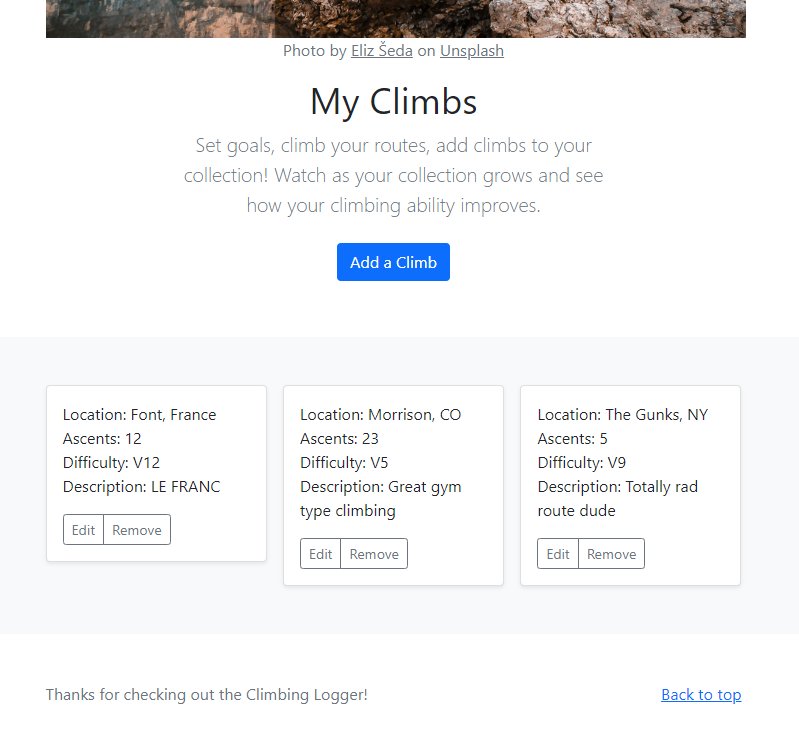 Photo by Eliz Šeda on Unsplash
My Climbs
Set goals, climb your routes, add climbs to your
collection! Watch as your collection grows and see
how your climbing ability improves.
Add a Climb
Location: Font, France
Ascents: 12
Difficulty: V12
Description: LE FRANC
Edit Remove
Location: Morrison, CO
Ascents: 23
Difficulty: V5
Description: Great gym
type climbing
Edit Remove
Location: The Gunks, NY
Ascents: 5
Difficulty: V9
Description: Totally rad
route dude
Edit Remove
Thanks for checking out the Climbing Logger!
Back to top